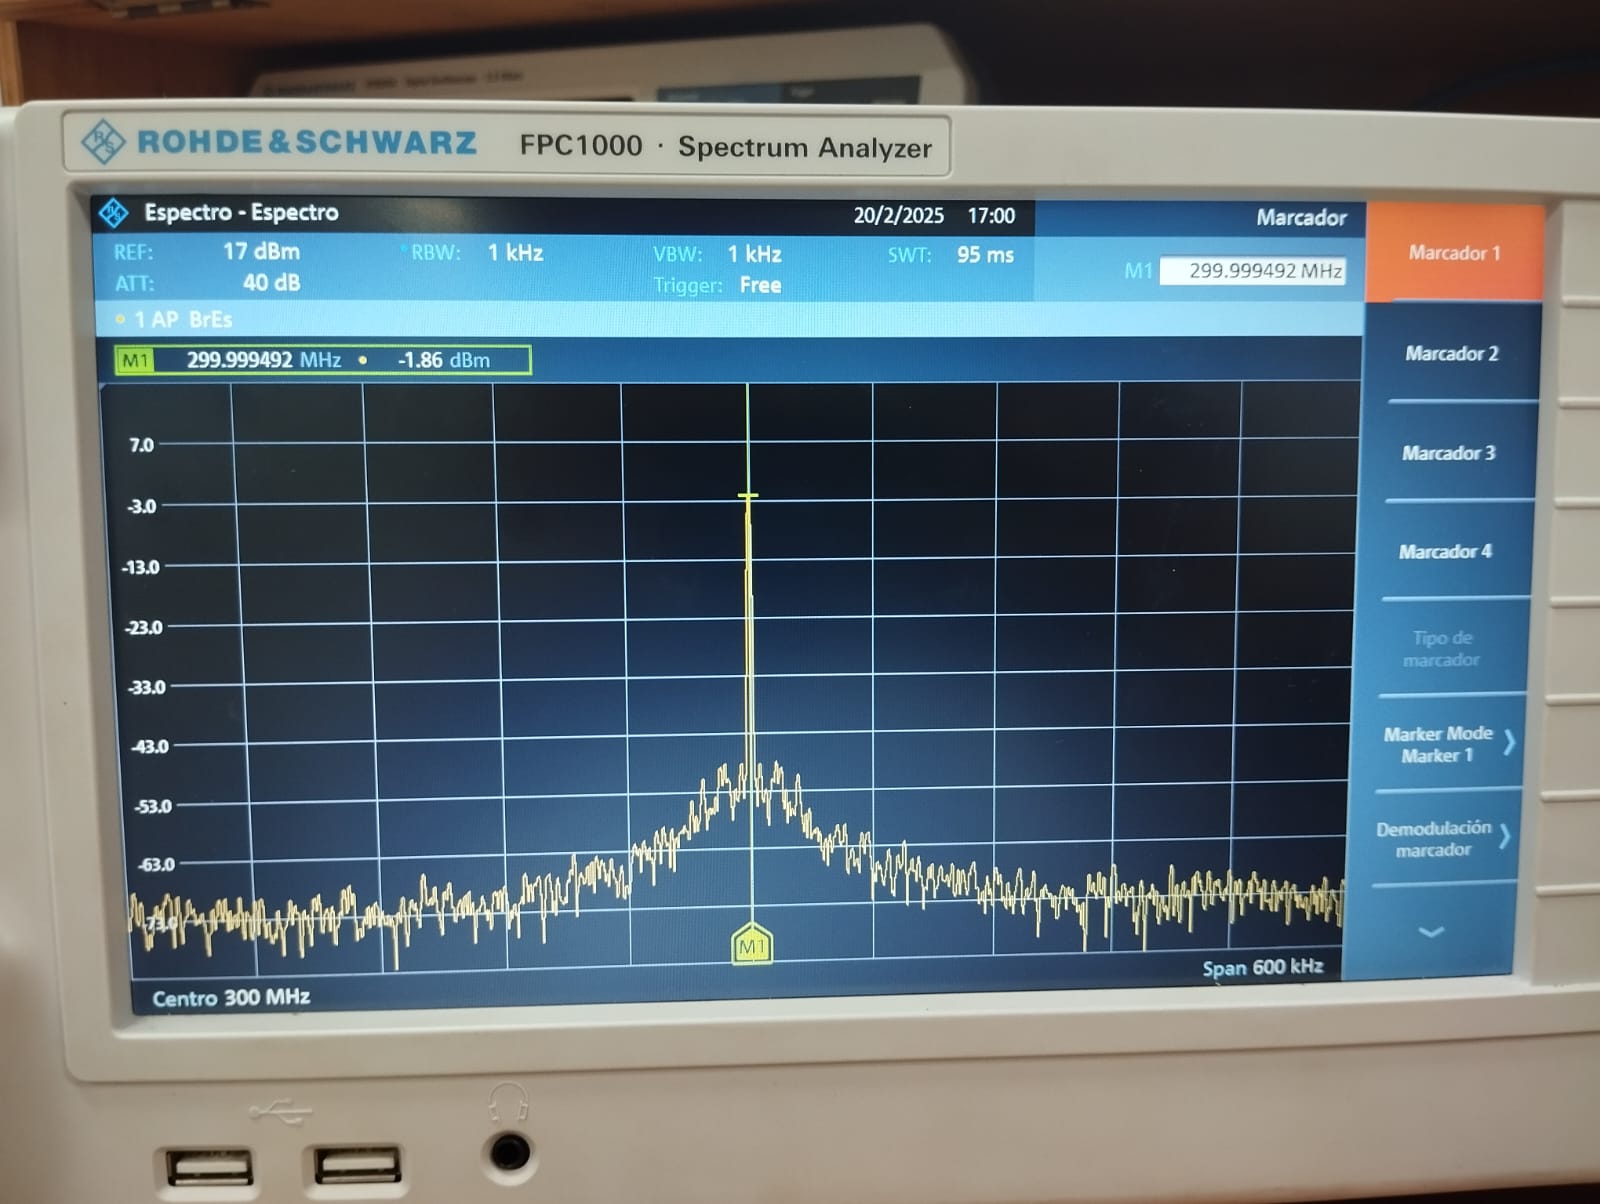 ROHDE & SCHWARZ FPC1000 · Spectrum Analyzer
Espectro - Espectro 20/2/2025 17:00 Marcador
REF: 17 dBm RBW: 1 kHz VBW: 1 kHz SWT: 95 ms
M1 299.999492 MHz
ATT: 40 dB Trigger: Free
1 AP BrEs
M1 299.999492 MHz • -1.86 dBm
7.0
-3.0
-13.0
-23.0
-33.0
-43.0
-53.0
-63.0
-73.0
M1
Centro 300 MHz Span 600 kHz
Marcador 1
Marcador 2
Marcador 3
Marcador 4
Tipo de
marcador
Marker Mode
Marker 1
Demodulación
marcador